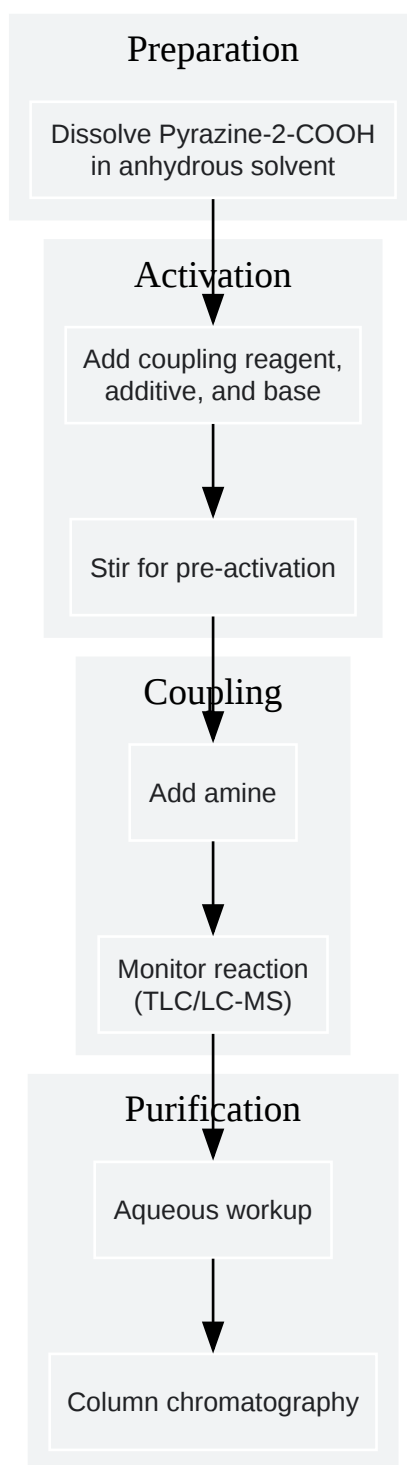 Preparation
Dissolve Pyrazine-2-COOH
in anhydrous solvent
Activation
Add coupling reagent,
additive, and base
Stir for pre-activation
Coupling
Add amine
Monitor reaction
(TLC/LC-MS)
Purification
Aqueous workup
Column chromatography